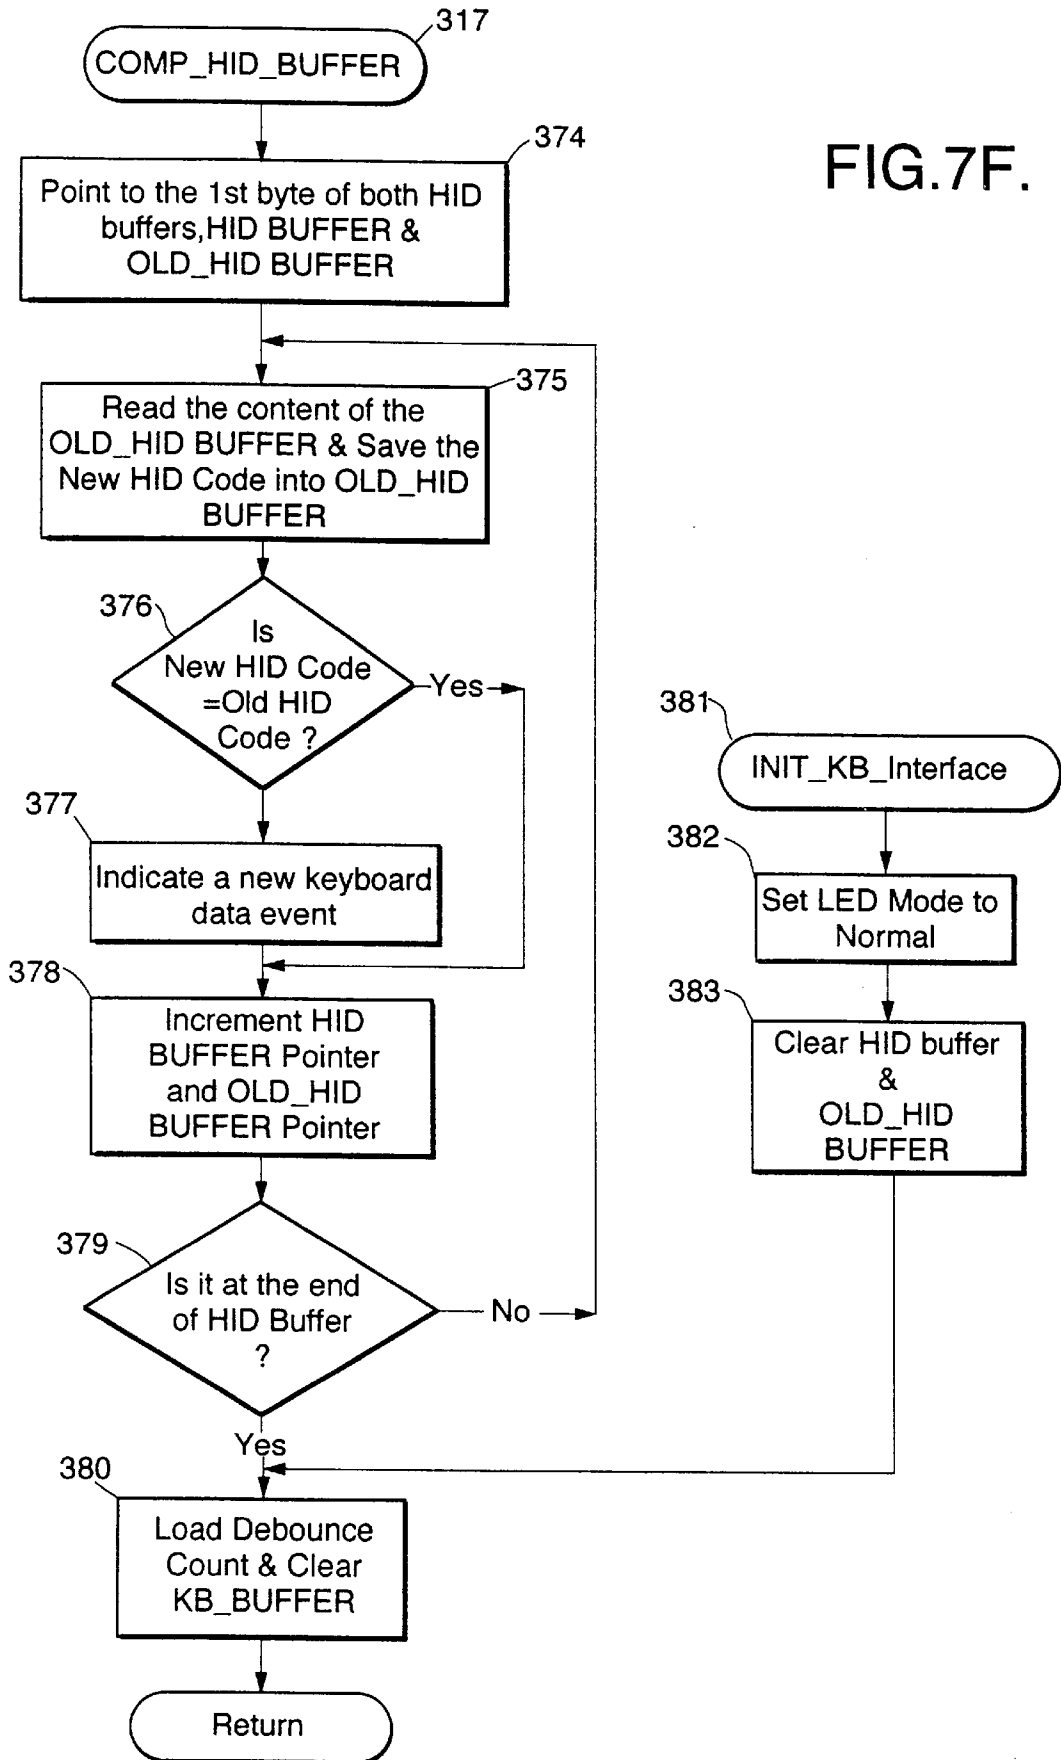 317
COMP_HID_BUFFER
374
FIG.7F.
Point to the 1st byte of both HID
buffers,HID BUFFER &
OLD_HID BUFFER
375
Read the content of the
OLD_HID BUFFER & Save the
New HID Code into OLD_HID
BUFFER
376
Is
New HID Code
=Old HID
Code ?
Yes
377
Indicate a new keyboard
data event
378
Increment HID
BUFFER Pointer
and OLD_HID
BUFFER Pointer
379
Is it at the end
of HID Buffer
?
No
Yes
381
INIT_KB_Interface
382
Set LED Mode to
Normal
383
Clear HID buffer
&
OLD_HID
BUFFER
380
Load Debounce
Count & Clear
KB_BUFFER
Return